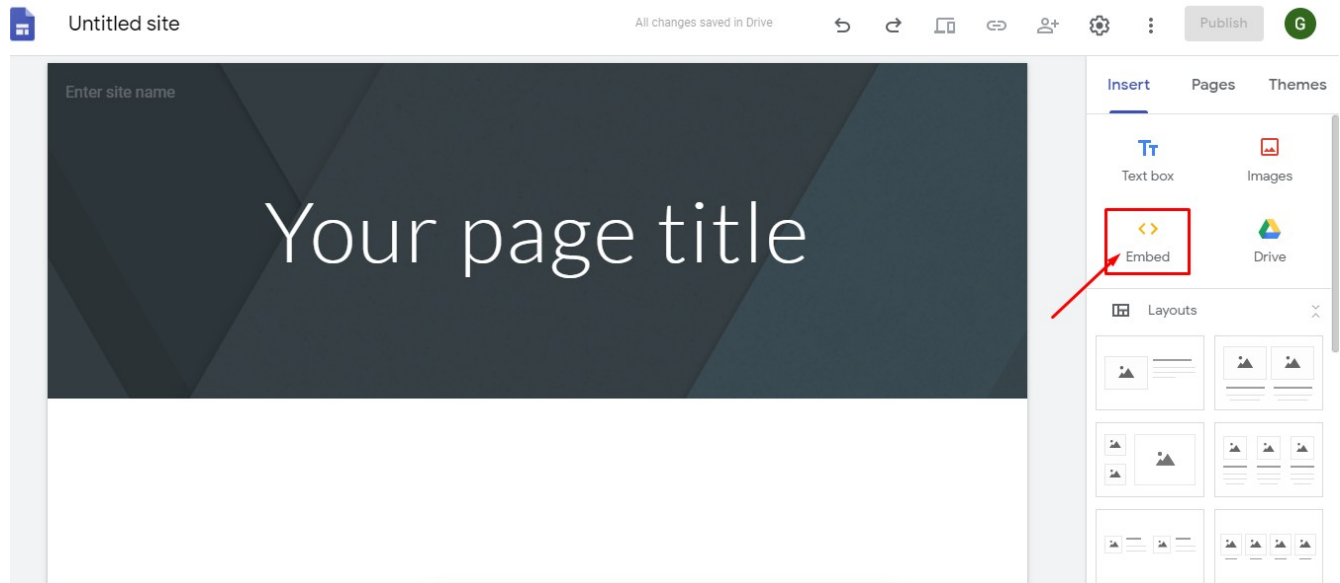 Untitled site
All changes saved in Drive
Publish
G
Enter site name
Your page title
Insert Pages Themes
Tt
Text box Images
Embed Drive
Layouts